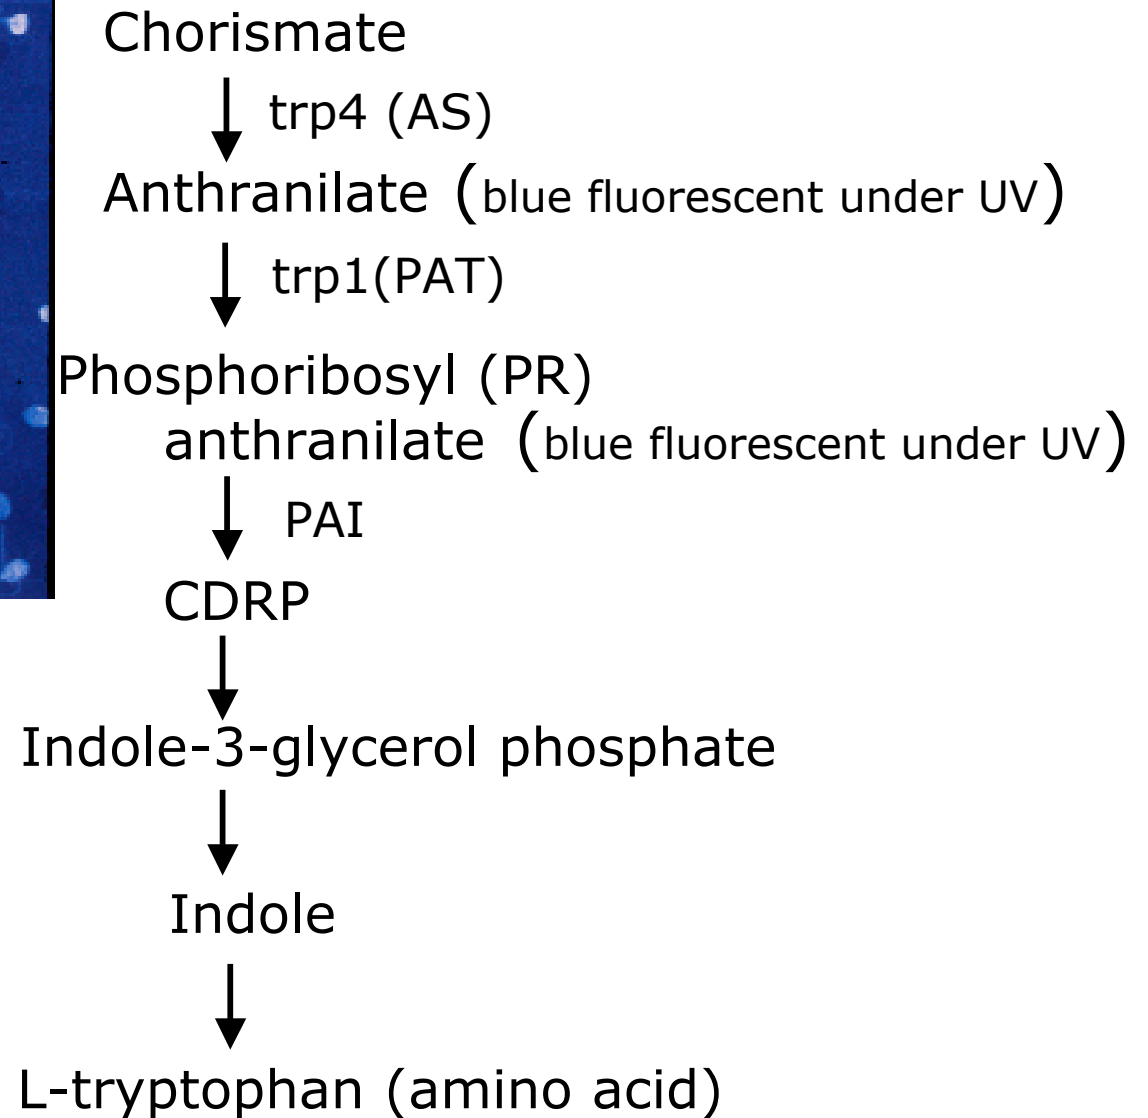 Chorismate
trp4 (AS)
Anthranilate (blue fluorescent under UV)
trp1(PAT)
Phosphoribosyl (PR)
anthranilate (blue fluorescent under UV)
PAI
CDRP
Indole-3-glycerol phosphate
Indole
L-tryptophan (amino acid)